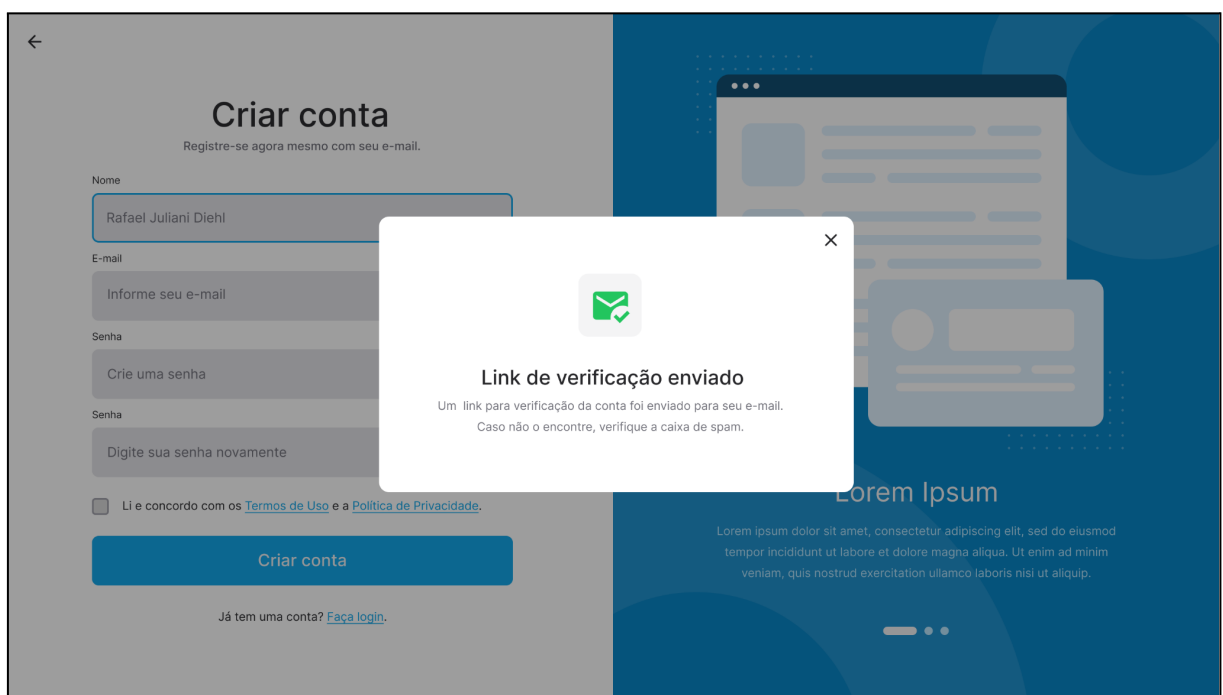 Criar conta
Registre-se agora mesmo com seu e-mail.
Nome
Rafael Juliani Diehl
E-mail
Informe seu e-mail
Senha
Crie uma senha
Senha
Digite sua senha novamente
Li e concordo com os Termos de Uso e a Política de Privacidade.
Criar conta
Já tem uma conta? Faça login.
Link de verificação enviado
Um link para verificação da conta foi enviado para seu e-mail.
Caso não o encontre, verifique a caixa de spam.
Lorem Ipsum
Lorem ipsum dolor sit amet, consectetur adipiscing elit, sed do eiusmod
tempor incididunt ut labore et dolore magna aliqua. Ut enim ad minim
veniam, quis nostrud exercitation ullamco laboris nisi ut aliquip.